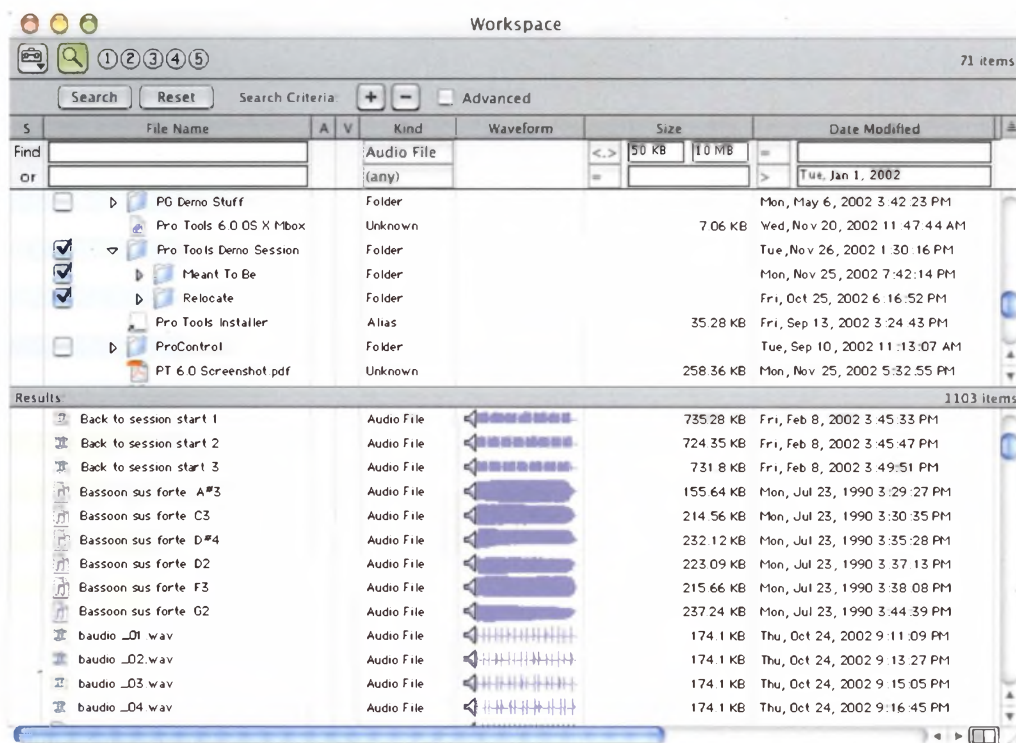 Workspace
1 2 3 4 5 71 items
Search Reset Search Criteria: + - Advanced
S File Name A V Kind Waveform Size Date Modified
Find Audio File <.> 50 KB 10 MB =
or (any) = > Tue, Jan 1, 2002
PG Demo Stuff Folder Mon, May 6, 2002 3:42:23 PM
Pro Tools 6.0 OS X Mbox Unknown 7.06 KB Wed, Nov 20, 2002 11:47:44 AM
Pro Tools Demo Session Folder Tue, Nov 26, 2002 1:30:16 PM
Meant To Be Folder Mon, Nov 25, 2002 7:42:14 PM
Relocate Folder Fri, Oct 25, 2002 6:16:52 PM
Pro Tools Installer Alias 35.28 KB Fri, Sep 13, 2002 3:24:43 PM
ProControl Folder Tue, Sep 10, 2002 11:13:07 AM
PT 6.0 Screenshot.pdf Unknown 258.36 KB Mon, Nov 25, 2002 5:32:55 PM
Results 1103 items
Back to session start 1 Audio File 735.28 KB Fri, Feb 8, 2002 3:45:33 PM
Back to session start 2 Audio File 724.35 KB Fri, Feb 8, 2002 3:45:47 PM
Back to session start 3 Audio File 731.8 KB Fri, Feb 8, 2002 3:49:51 PM
Bassoon sus forte A#3 Audio File 155.64 KB Mon, Jul 23, 1990 3:29:27 PM
Bassoon sus forte C3 Audio File 214.56 KB Mon, Jul 23, 1990 3:30:35 PM
Bassoon sus forte D#4 Audio File 232.12 KB Mon, Jul 23, 1990 3:35:28 PM
Bassoon sus forte D2 Audio File 223.09 KB Mon, Jul 23, 1990 3:37:13 PM
Bassoon sus forte F3 Audio File 215.66 KB Mon, Jul 23, 1990 3:38:08 PM
Bassoon sus forte G2 Audio File 237.24 KB Mon, Jul 23, 1990 3:44:39 PM
baudio _01.wav Audio File 174.1 KB Thu, Oct 24, 2002 9:11:09 PM
baudio _02.wav Audio File 174.1 KB Thu, Oct 24, 2002 9:13:27 PM
baudio _03.wav Audio File 174.1 KB Thu, Oct 24, 2002 9:15:05 PM
baudio _04.wav Audio File 174.1 KB Thu, Oct 24, 2002 9:16:45 PM